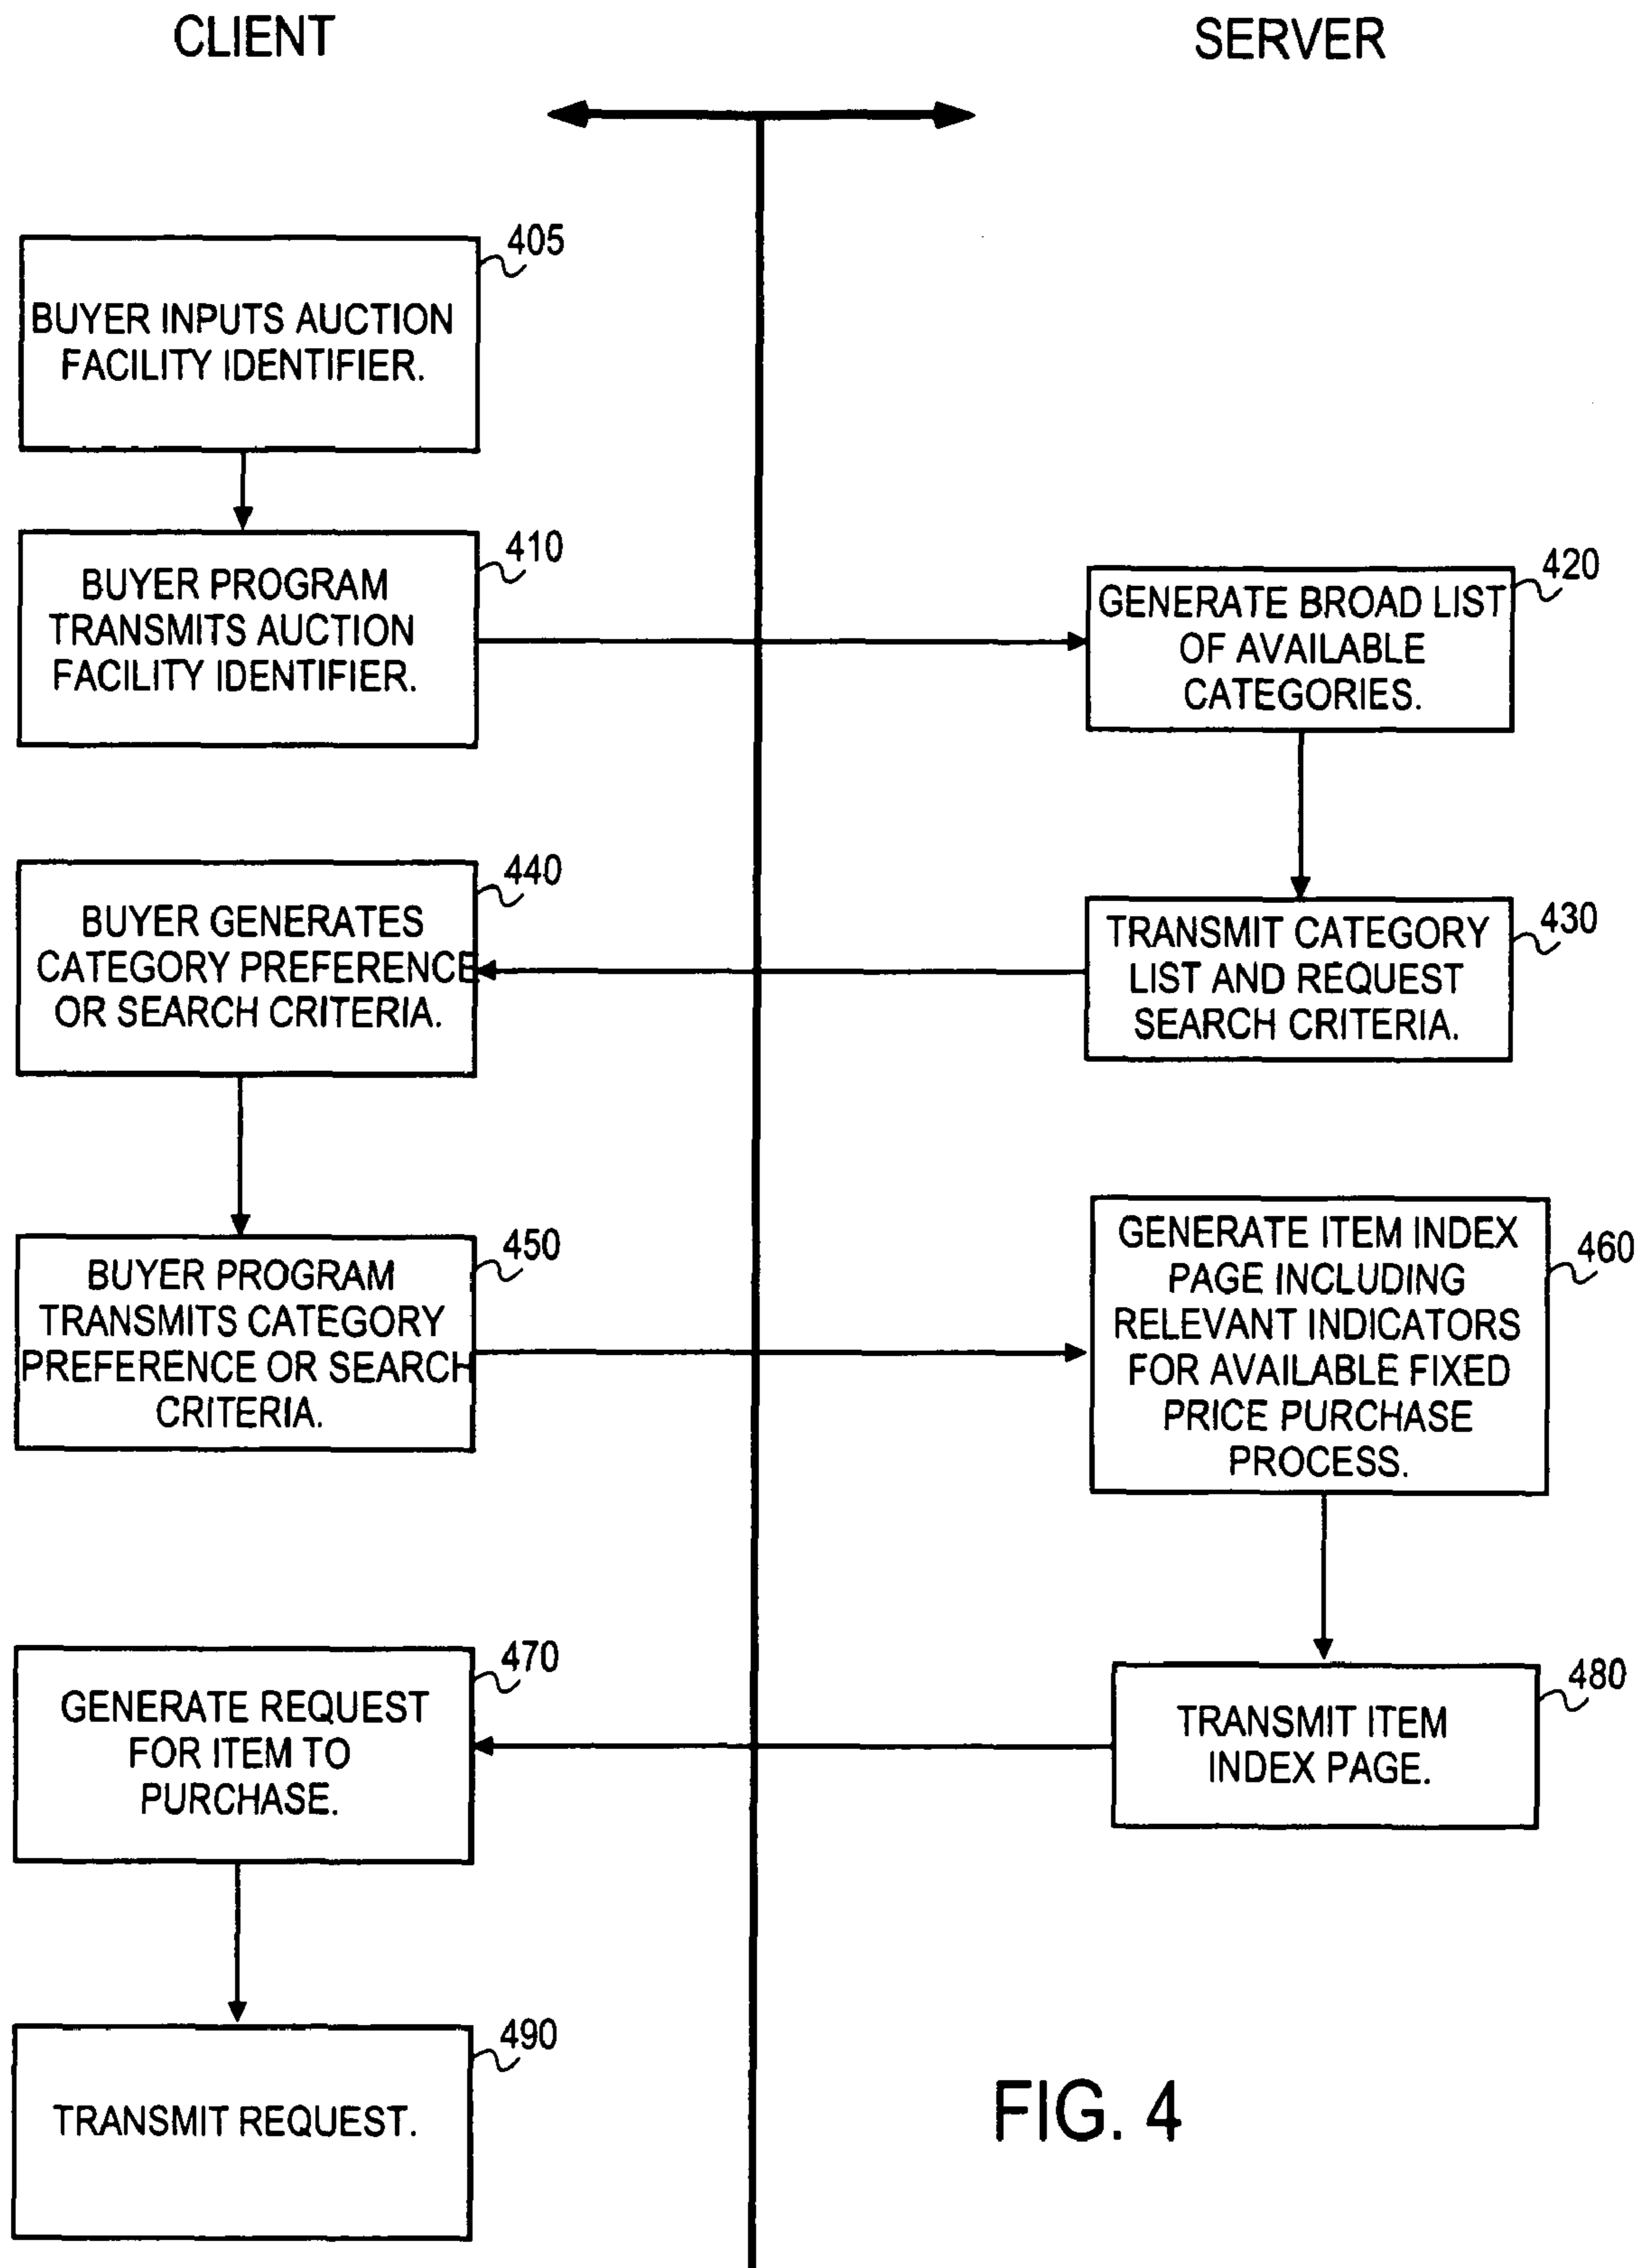 CLIENT
SERVER
405
BUYER INPUTS AUCTION
FACILITY IDENTIFIER.
410
BUYER PROGRAM
TRANSMITS AUCTION
FACILITY IDENTIFIER.
420
GENERATE BROAD LIST
OF AVAILABLE
CATEGORIES.
430
TRANSMIT CATEGORY
LIST AND REQUEST
SEARCH CRITERIA.
440
BUYER GENERATES
CATEGORY PREFERENCE
OR SEARCH CRITERIA.
450
BUYER PROGRAM
TRANSMITS CATEGORY
PREFERENCE OR SEARCH
CRITERIA.
460
GENERATE ITEM INDEX
PAGE INCLUDING
RELEVANT INDICATORS
FOR AVAILABLE FIXED
PRICE PURCHASE
PROCESS.
480
TRANSMIT ITEM
INDEX PAGE.
470
GENERATE REQUEST
FOR ITEM TO
PURCHASE.
490
TRANSMIT REQUEST.
FIG. 4